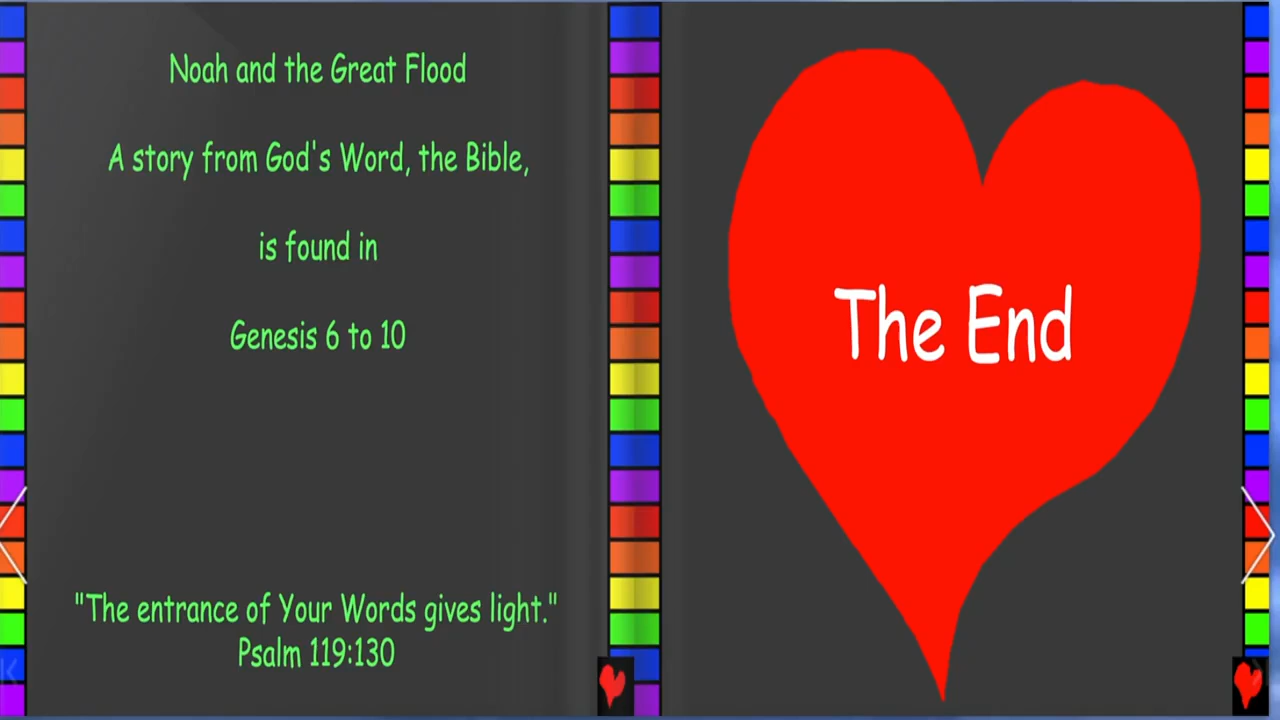 Noah and the Great Flood
A story from God's Word, the Bible,
is found in
Genesis 6 to 10
"The entrance of Your Words gives light."
Psalm 119:130
The End